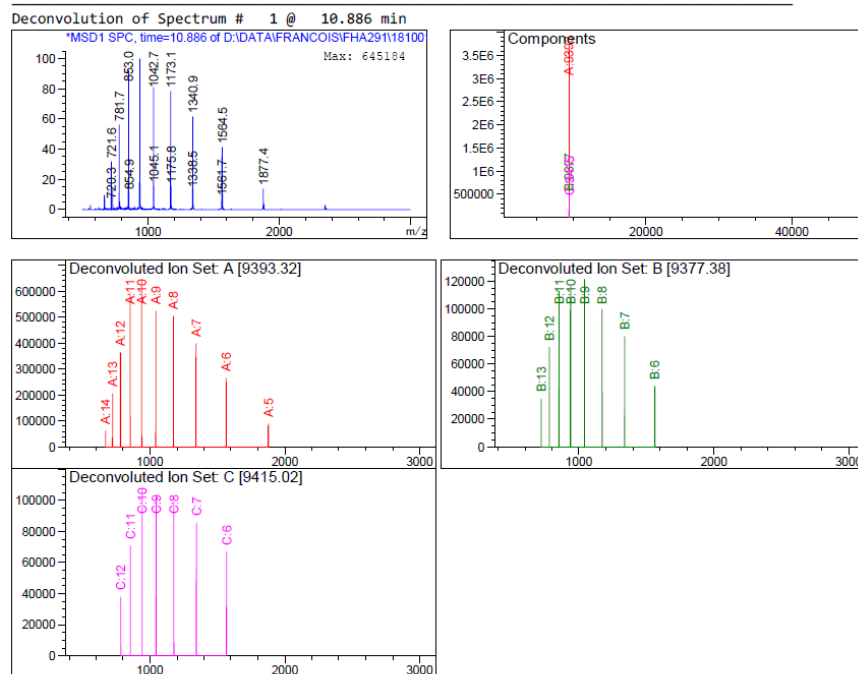 Deconvolution of Spectrum # 1 @ 10.886 min
*MSD1 SPC, time=10.886 of D:\DATA\FRANCOIS\FHA291\18100
Max: 645184
100
80
60
40
20
0
720.3
721.6
781.7
853.0
854.9
1042.7
1045.1
1173.1
1175.8
1340.9
1338.5
1564.5
1561.7
1877.4
1000
2000
m/z
Components
3.5E6
3E6
2.5E6
2E6
1.5E6
1E6
500000
20000
40000
Deconvoluted Ion Set: A [9393.32]
600000
500000
400000
300000
200000
100000
0
A:14
A:13
A:12
A:11
A:10
A:9
A:8
A:7
A:6
A:5
1000
2000
3000
Deconvoluted Ion Set: B [9377.38]
120000
100000
80000
60000
40000
20000
0
B:13
B:12
B:11
B:10
B:9
B:8
B:7
B:6
1000
2000
3000
Deconvoluted Ion Set: C [9415.02]
100000
80000
60000
40000
20000
0
C:12
C:11
C:10
C:9
C:8
C:7
C:6
1000
2000
3000